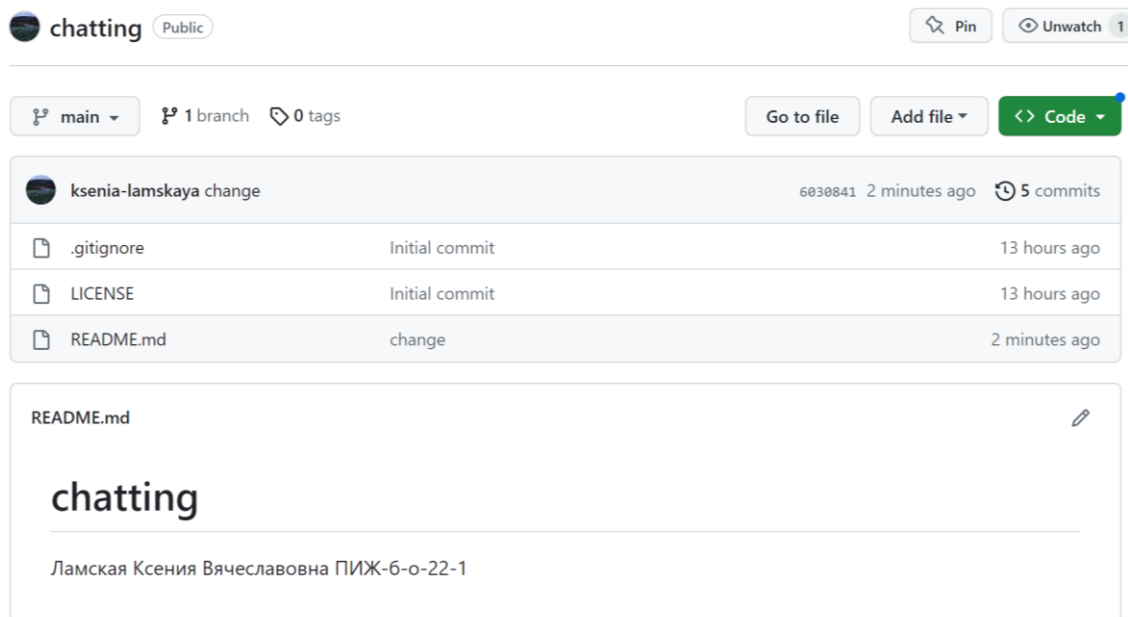 chatting Public Pin Unwatch 1
main 1 branch 0 tags Go to file Add file Code
ksenia-lamskaya change 6030841 2 minutes ago 5 commits
.gitignore Initial commit 13 hours ago
LICENSE Initial commit 13 hours ago
README.md change 2 minutes ago
README.md
chatting
Ламская Ксения Вячеславовна ПИЖ-б-о-22-1